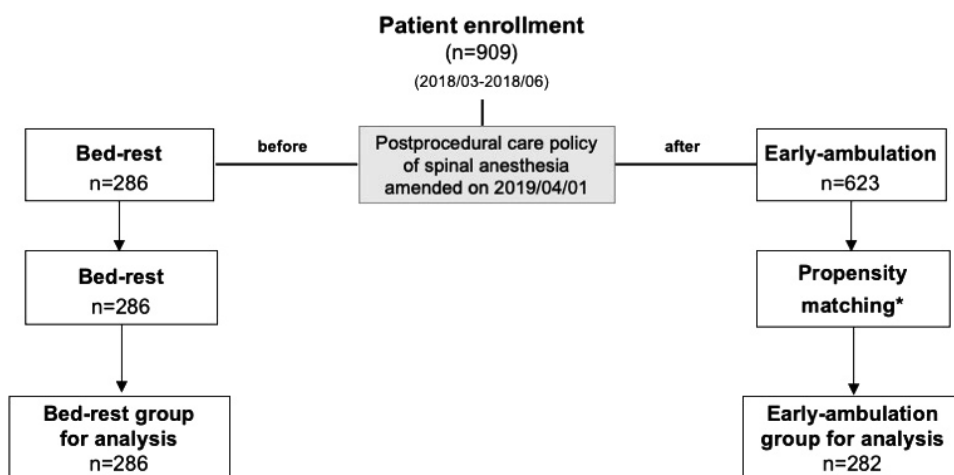 Patient enrollment
(n=909)
(2018/03-2018/06)
Bed-rest
n=286
before
Postprocedural care policy
of spinal anesthesia
amended on 2019/04/01
after
Early-ambulation
n=623
Bed-rest
n=286
Propensity
matching*
Bed-rest group
for analysis
n=286
Early-ambulation
group for analysis
n=282